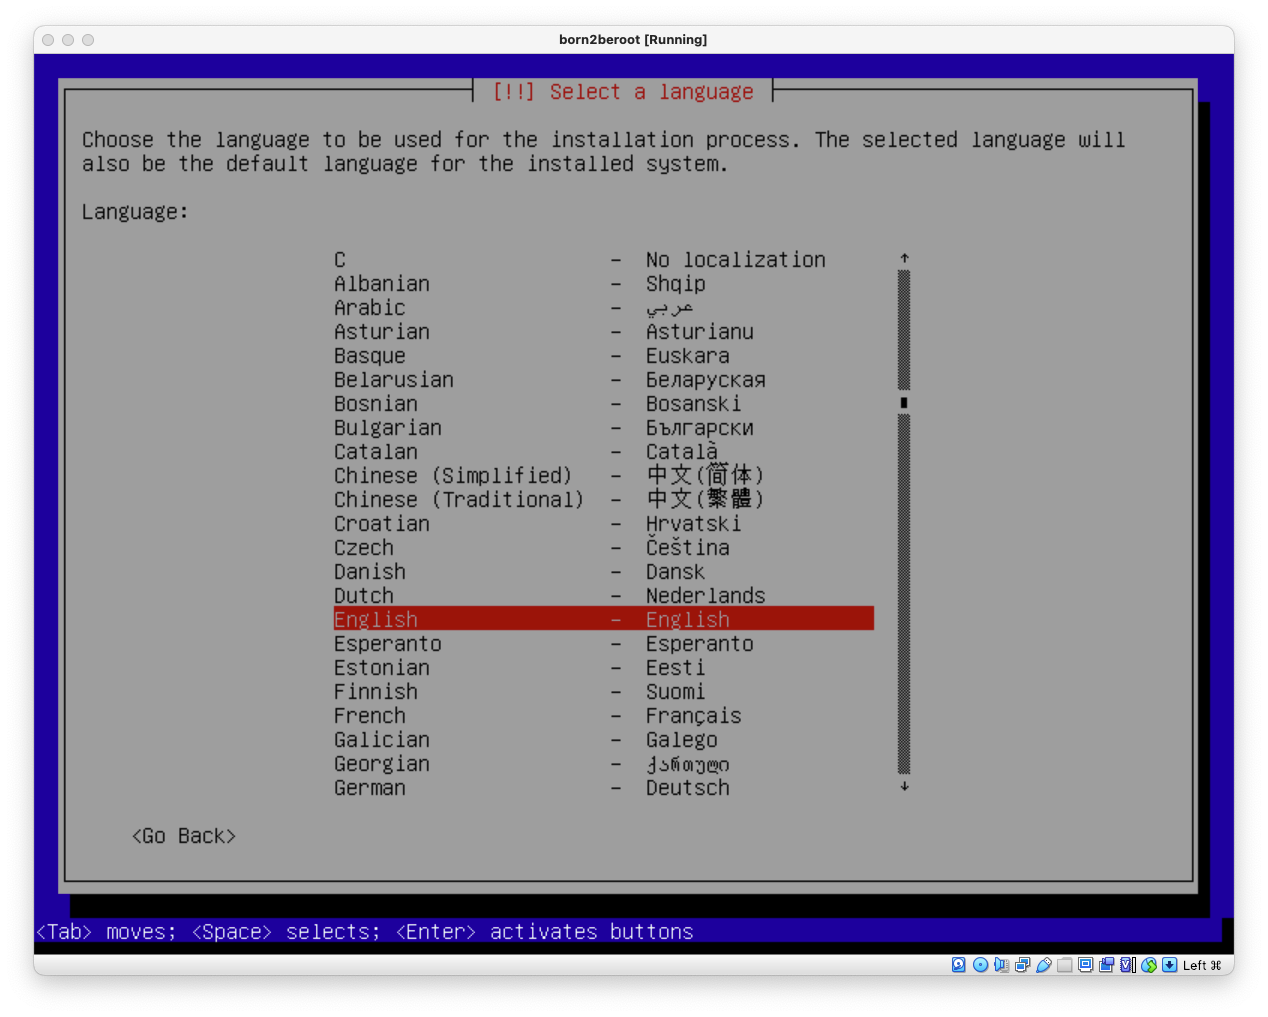 born2beroot [Running]
[!!] Select a language
Choose the language to be used for the installation process. The selected language will
also be the default language for the installed system.
Language:
C - No localization
Albanian - Shqip
Arabic - عربي
Asturian - Asturianu
Basque - Euskara
Belarusian - Беларуская
Bosnian - Bosanski
Bulgarian - Български
Catalan - Català
Chinese (Simplified) - 中文(简体)
Chinese (Traditional) - 中文(繁體)
Croatian - Hrvatski
Czech - Čeština
Danish - Dansk
Dutch - Nederlands
English - English
Esperanto - Esperanto
Estonian - Eesti
Finnish - Suomi
French - Français
Galician - Galego
Georgian - ქართული
German - Deutsch
<Go Back>
<Tab> moves; <Space> selects; <Enter> activates buttons
Left ⌘